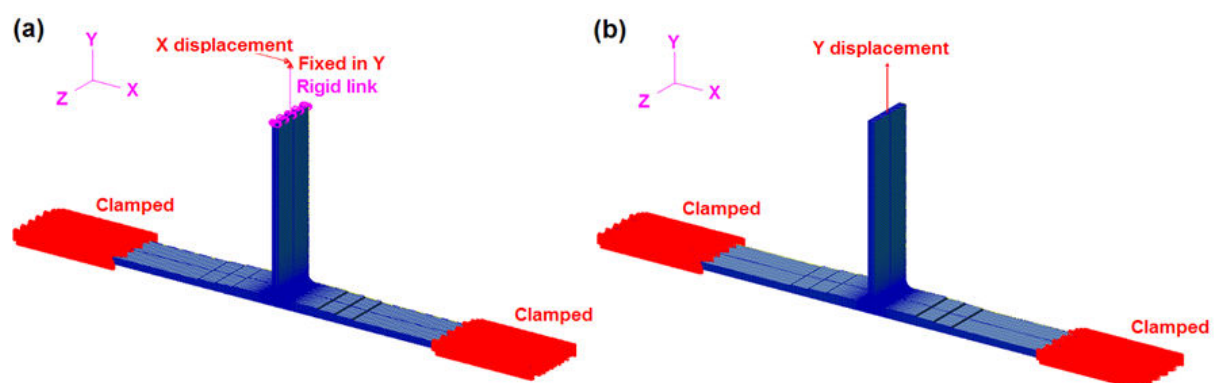 (a)
Y
Z
X
X displacement
Fixed in Y
Rigid link
Clamped
Clamped
(b)
Y
Z
X
Y displacement
Clamped
Clamped